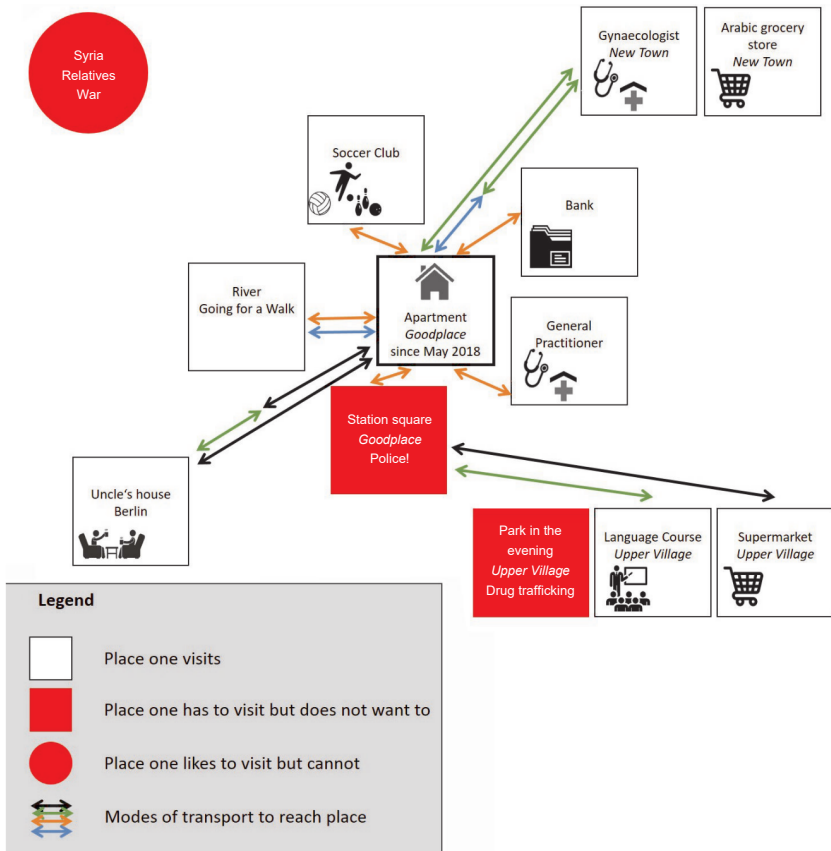 Syria
Relatives
War
Gynaecologist
New Town
Arabic grocery
store
New Town
Soccer Club
Bank
River
Going for a Walk
Apartment
Goodplace
since May 2018
General
Practitioner
Station square
Goodplace
Police!
Uncle's house
Berlin
Park in the
evening
Upper Village
Drug trafficking
Language Course
Upper Village
Supermarket
Upper Village
Legend
Place one visits
Place one has to visit but does not want to
Place one likes to visit but cannot
Modes of transport to reach place